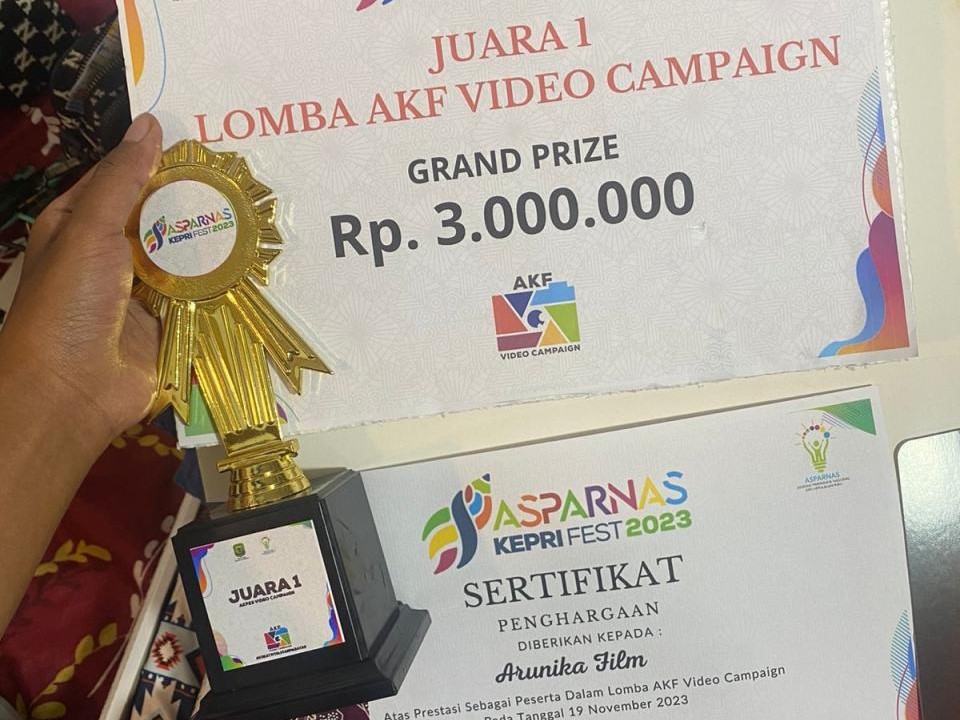 JUARA 1
LOMBA AKF VIDEO CAMPAIGN
GRAND PRIZE
Rp. 3.000.000
AKF
VIDEO CAMPAIGN
ASPARNAS
KEPRI FEST 2023
JUARA 1
VIDEO CAMPAIGN
AKF
ASPARNAS
ASPARNAS
KEPRI FEST 2023
SERTIFIKAT
PENGHARGAAN
DIBERIKAN KEPADA :
Arunika Film
Atas Prestasi Sebagai Peserta Dalam Lomba AKF Video Campaign
Pada Tanggal 19 November 2023